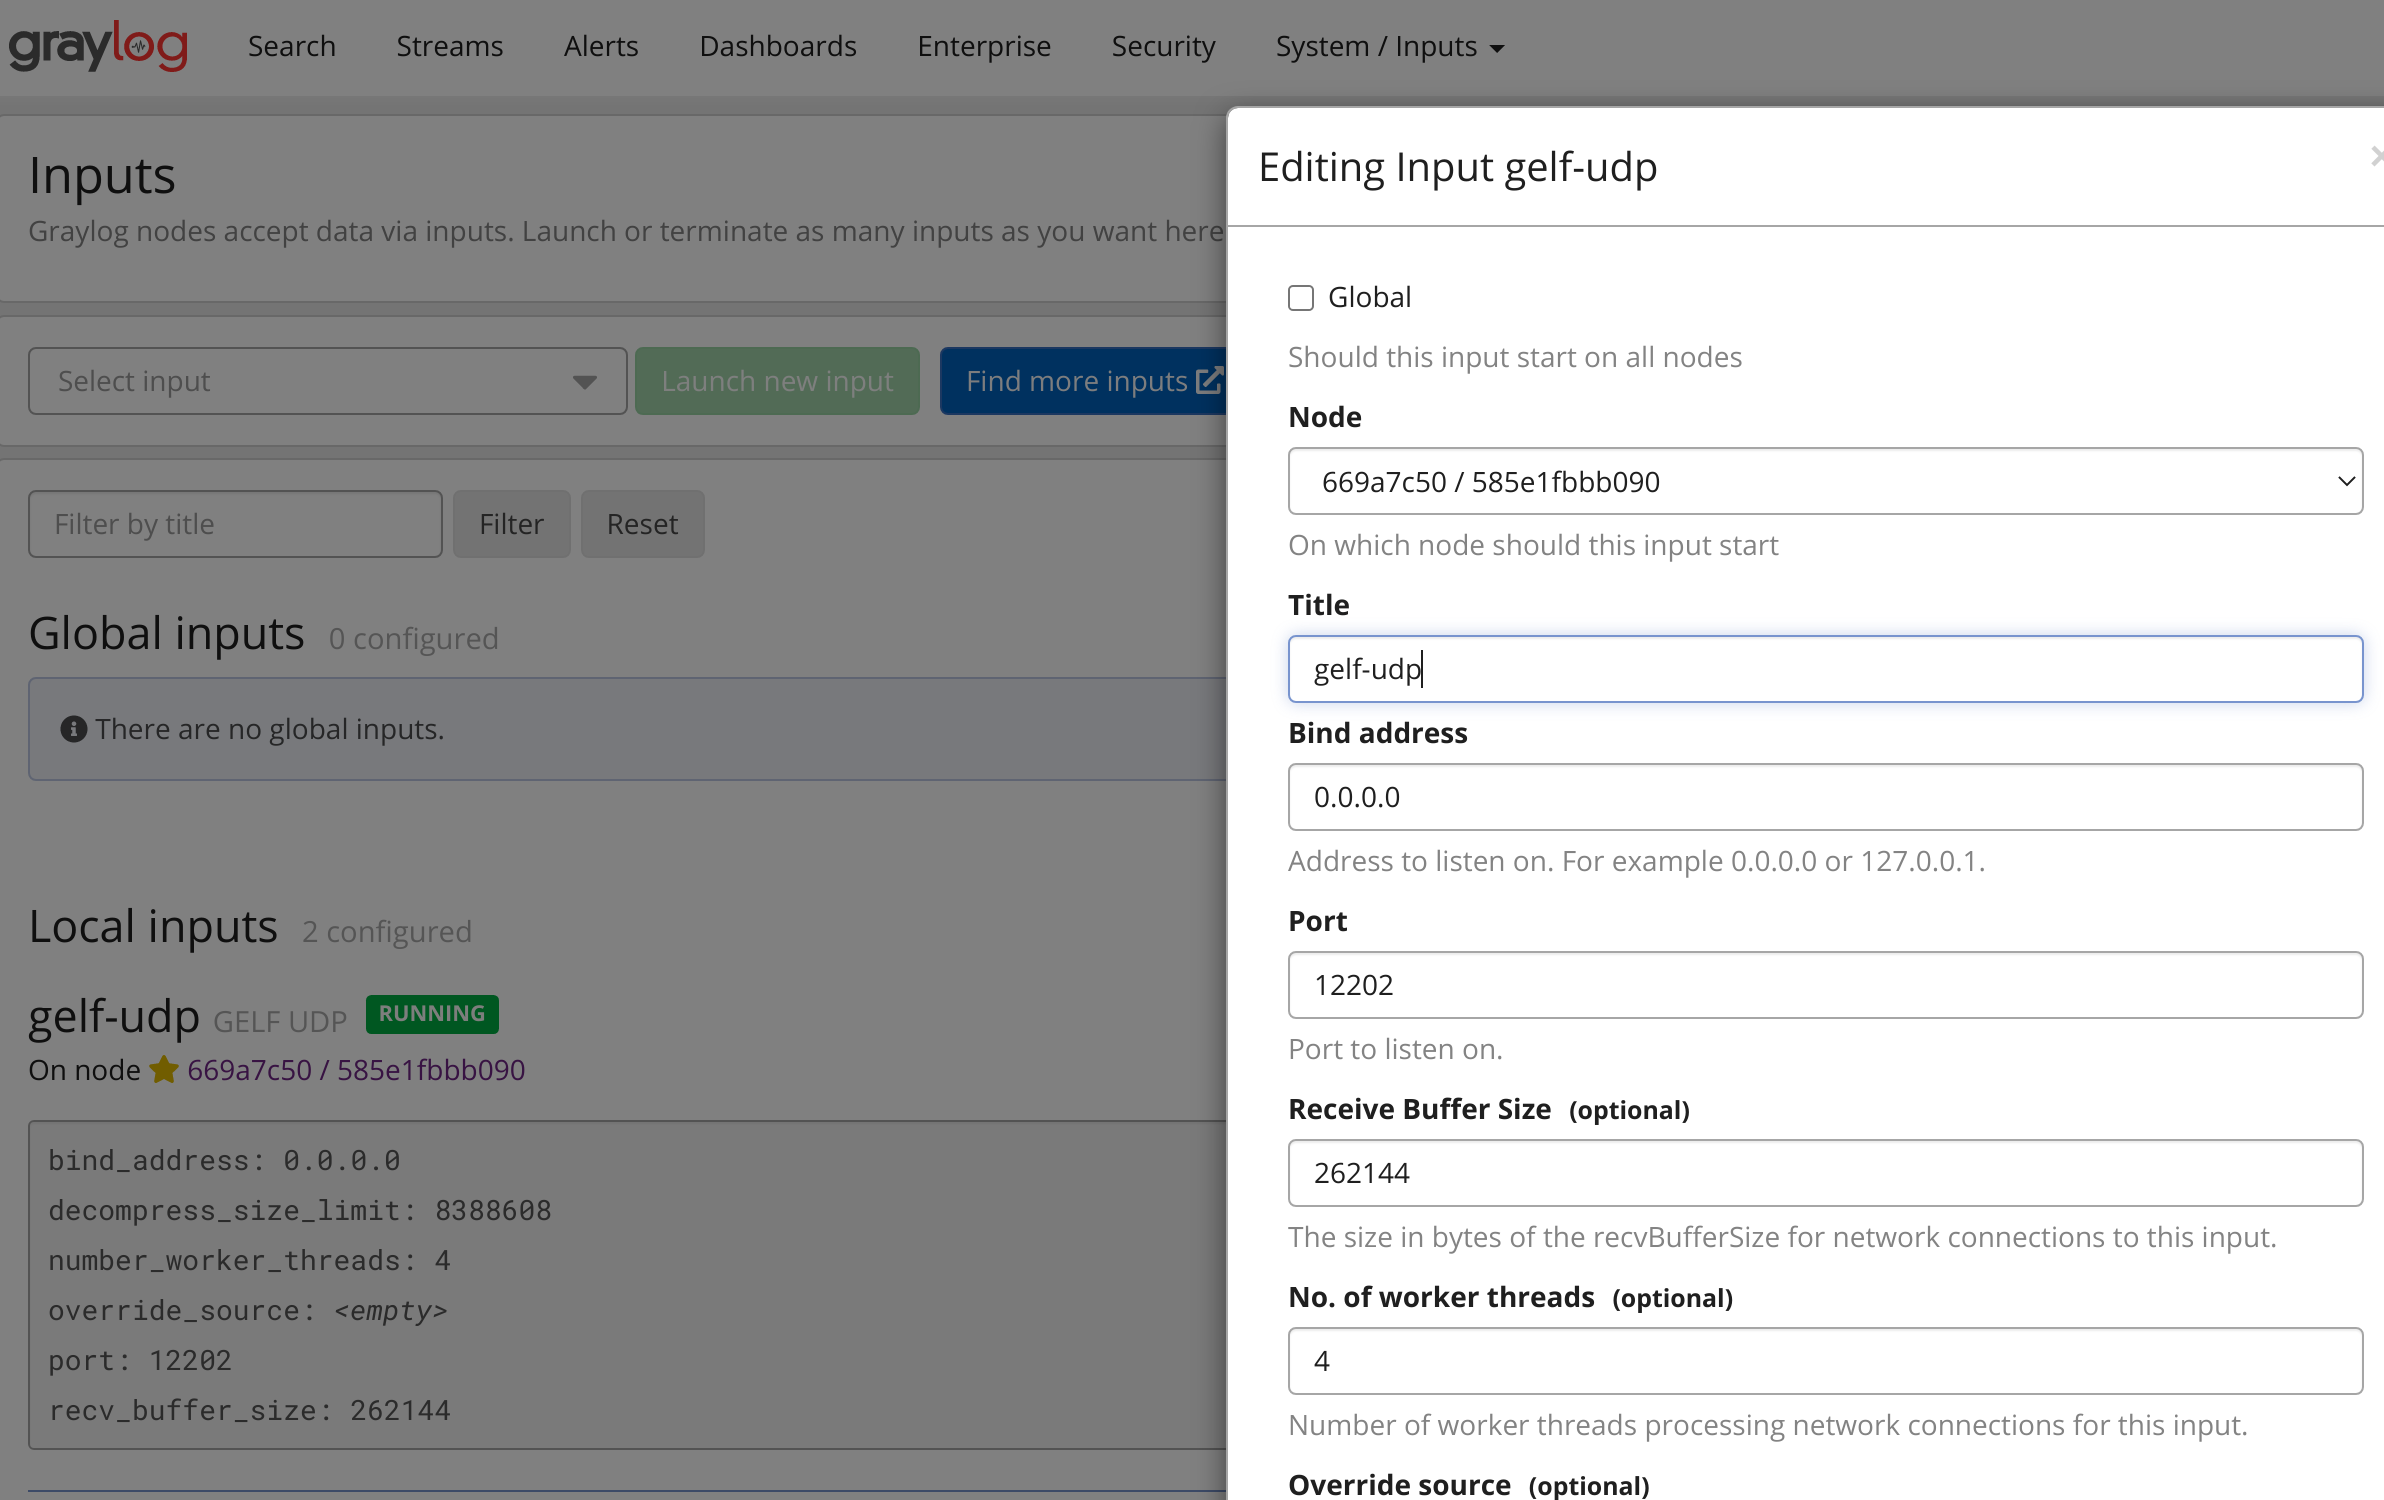 graylog
Search Streams Alerts Dashboards Enterprise Security System / Inputs
Inputs
Graylog nodes accept data via inputs. Launch or terminate as many inputs as you want here
Select input Launch new input Find more inputs
Filter by title Filter Reset
Global inputs 0 configured
There are no global inputs.
Local inputs 2 configured
gelf-udp GELF UDP RUNNING
On node 669a7c50 / 585e1fbbb090
bind_address: 0.0.0.0
decompress_size_limit: 8388608
number_worker_threads: 4
override_source: <empty>
port: 12202
recv_buffer_size: 262144
Editing Input gelf-udp
×
Global
Should this input start on all nodes
Node
669a7c50 / 585e1fbbb090
On which node should this input start
Title
gelf-udp
Bind address
0.0.0.0
Address to listen on. For example 0.0.0.0 or 127.0.0.1.
Port
12202
Port to listen on.
Receive Buffer Size (optional)
262144
The size in bytes of the recvBufferSize for network connections to this input.
No. of worker threads (optional)
4
Number of worker threads processing network connections for this input.
Override source (optional)